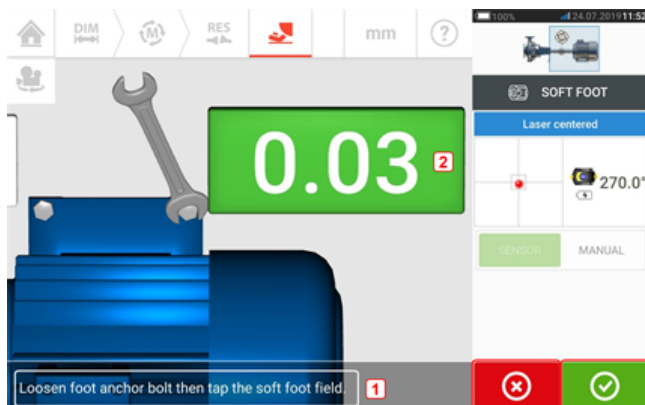 DIM
M
RES
mm
?
100%
24.07.2019 11:52
SOFT FOOT
Laser centered
0.03
2
270.0°
SENSOR
MANUAL
Loosen foot anchor bolt then tap the soft foot field.
1